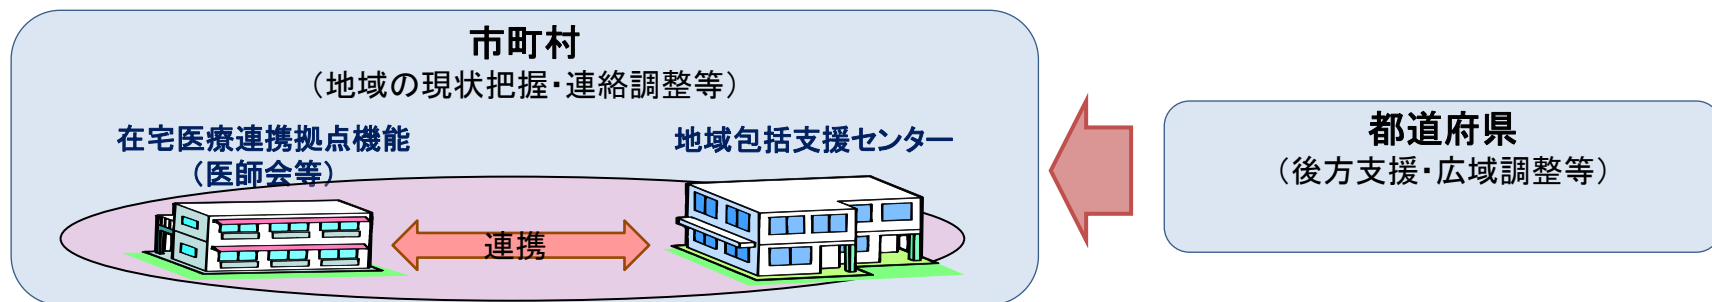 市町村
（地域の現状把握・連絡調整等）
在宅医療連携拠点機能
（医師会等）
地域包括支援センター
連携
都道府県
（後方支援・広域調整等）